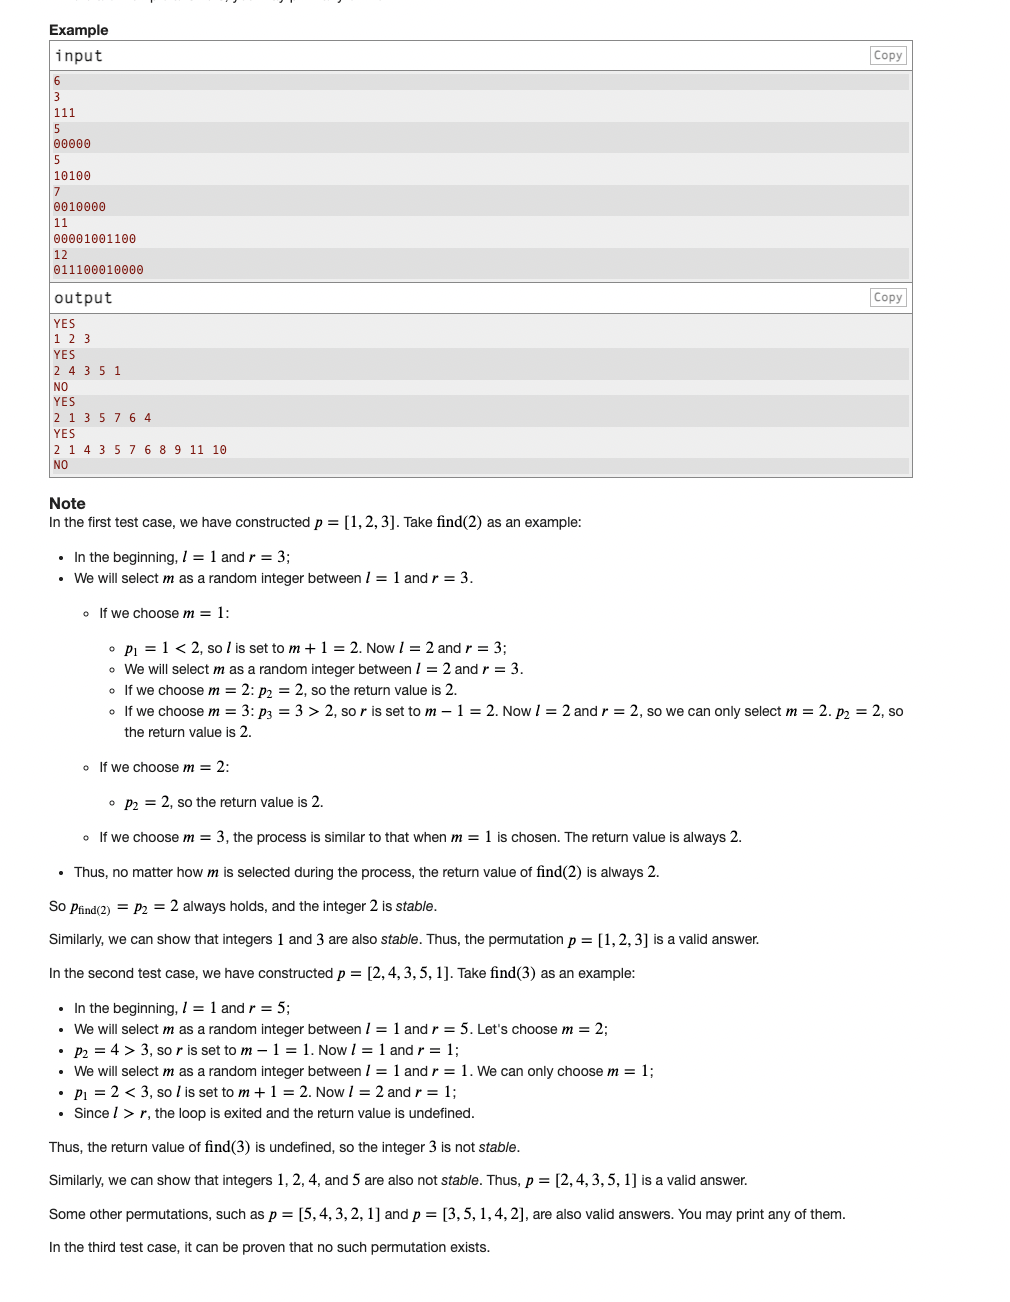 Example
input
Copy
6
3
111
5
00000
5
10100
7
0010000
11
00001001100
12
011100010000
output
Copy
YES
1 2 3
YES
2 4 3 5 1
NO
YES
2 1 3 5 7 6 4
YES
2 1 4 3 5 7 6 8 9 11 10
NO
Note
In the first test case, we have constructed p = [1, 2, 3]. Take find(2) as an example:
• In the beginning, l = 1 and r = 3;
• We will select m as a random integer between l = 1 and r = 3.
◦ If we choose m = 1:
◦ p₁ = 1 < 2, so l is set to m + 1 = 2. Now l = 2 and r = 3;
◦ We will select m as a random integer between l = 2 and r = 3.
◦ If we choose m = 2: p₂ = 2, so the return value is 2.
◦ If we choose m = 3: p₃ = 3 > 2, so r is set to m − 1 = 2. Now l = 2 and r = 2, so we can only select m = 2. p₂ = 2, so
the return value is 2.
◦ If we choose m = 2:
◦ p₂ = 2, so the return value is 2.
◦ If we choose m = 3, the process is similar to that when m = 1 is chosen. The return value is always 2.
• Thus, no matter how m is selected during the process, the return value of find(2) is always 2.
So p_find(2) = p₂ = 2 always holds, and the integer 2 is stable.
Similarly, we can show that integers 1 and 3 are also stable. Thus, the permutation p = [1, 2, 3] is a valid answer.
In the second test case, we have constructed p = [2, 4, 3, 5, 1]. Take find(3) as an example:
• In the beginning, l = 1 and r = 5;
• We will select m as a random integer between l = 1 and r = 5. Let's choose m = 2;
• p₂ = 4 > 3, so r is set to m − 1 = 1. Now l = 1 and r = 1;
• We will select m as a random integer between l = 1 and r = 1. We can only choose m = 1;
• p₁ = 2 < 3, so l is set to m + 1 = 2. Now l = 2 and r = 1;
• Since l > r, the loop is exited and the return value is undefined.
Thus, the return value of find(3) is undefined, so the integer 3 is not stable.
Similarly, we can show that integers 1, 2, 4, and 5 are also not stable. Thus, p = [2, 4, 3, 5, 1] is a valid answer.
Some other permutations, such as p = [5, 4, 3, 2, 1] and p = [3, 5, 1, 4, 2], are also valid answers. You may print any of them.
In the third test case, it can be proven that no such permutation exists.